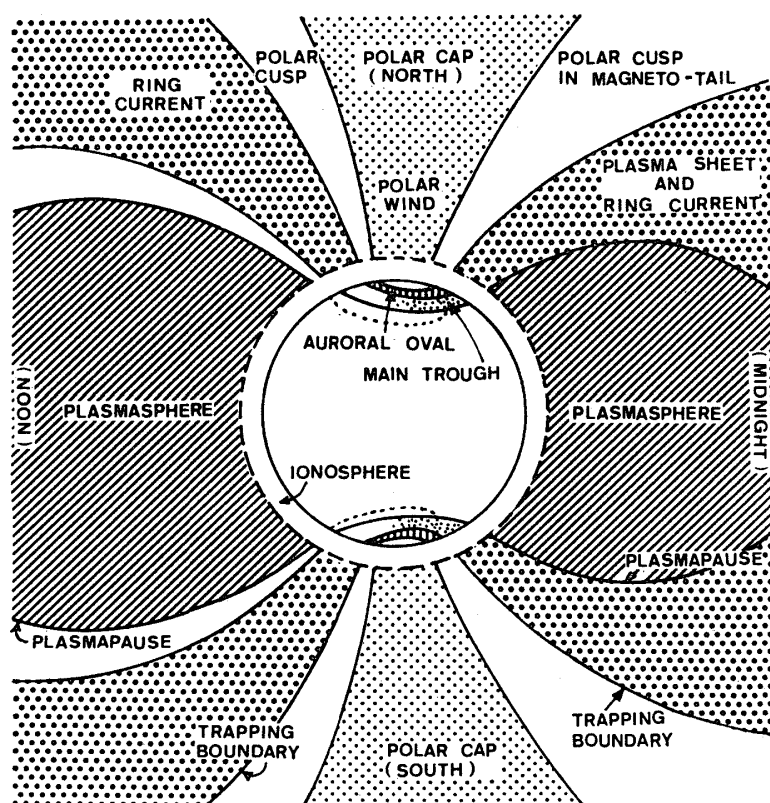 RING
CURRENT
POLAR
CUSP
POLAR CAP
(NORTH)
POLAR CUSP
IN MAGNETO-TAIL
POLAR
WIND
PLASMA SHEET
AND
RING CURRENT
AURORAL OVAL
MAIN TROUGH
(NOON)
PLASMASPHERE
PLASMASPHERE
(MIDNIGHT)
IONOSPHERE
PLASMAPAUSE
PLASMAPAUSE
TRAPPING
BOUNDARY
POLAR CAP
(SOUTH)
TRAPPING
BOUNDARY